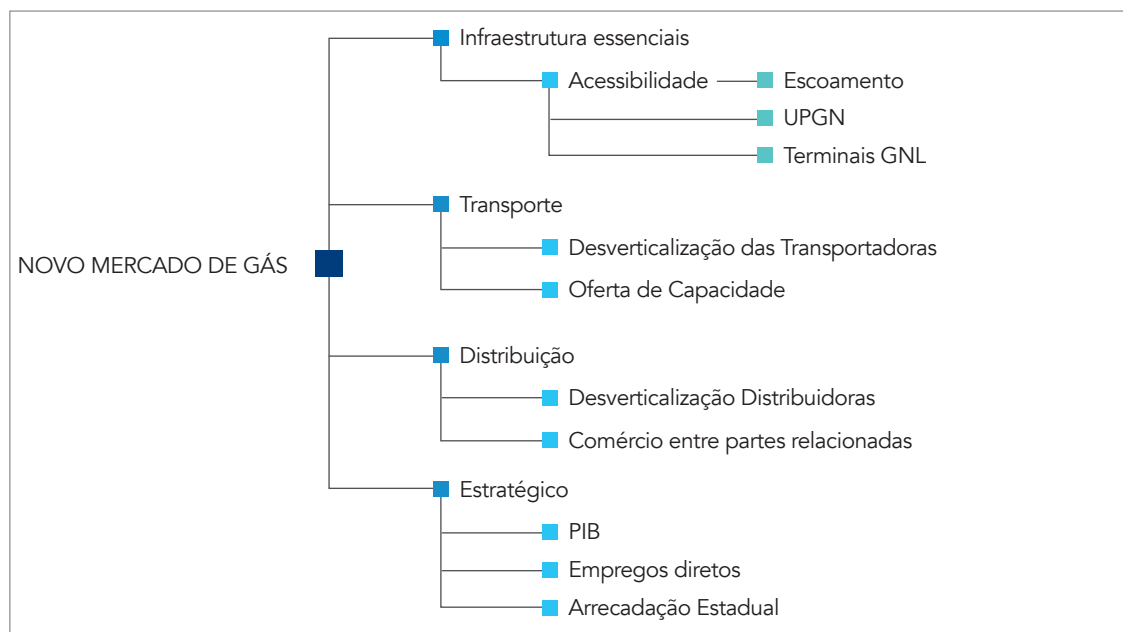 Infraestrutura essenciais
Acessibilidade
Escoamento
UPGN
Terminais GNL
Transporte
Desverticalização das Transportadoras
NOVO MERCADO DE GÁS
Oferta de Capacidade
Distribuição
Desverticalização Distribuidoras
Comércio entre partes relacionadas
Estratégico
PIB
Empregos diretos
Arrecadação Estadual